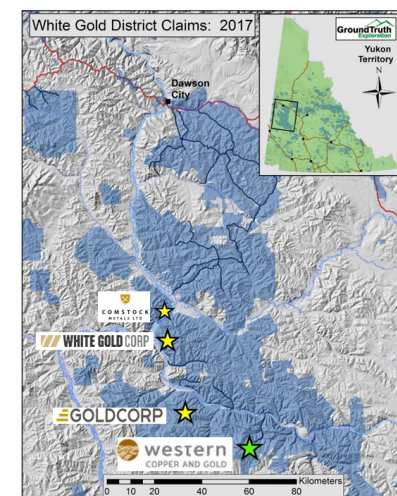 White Gold District Claims: 2017
GroundTruth
Exploration
Yukon
Territory
N
Dawson
City
COMSTOCK
METALS LTD
WHITE GOLD CORP
GOLDCORP
western
COPPER AND GOLD
Kilometers
0 10 20 40 60 80